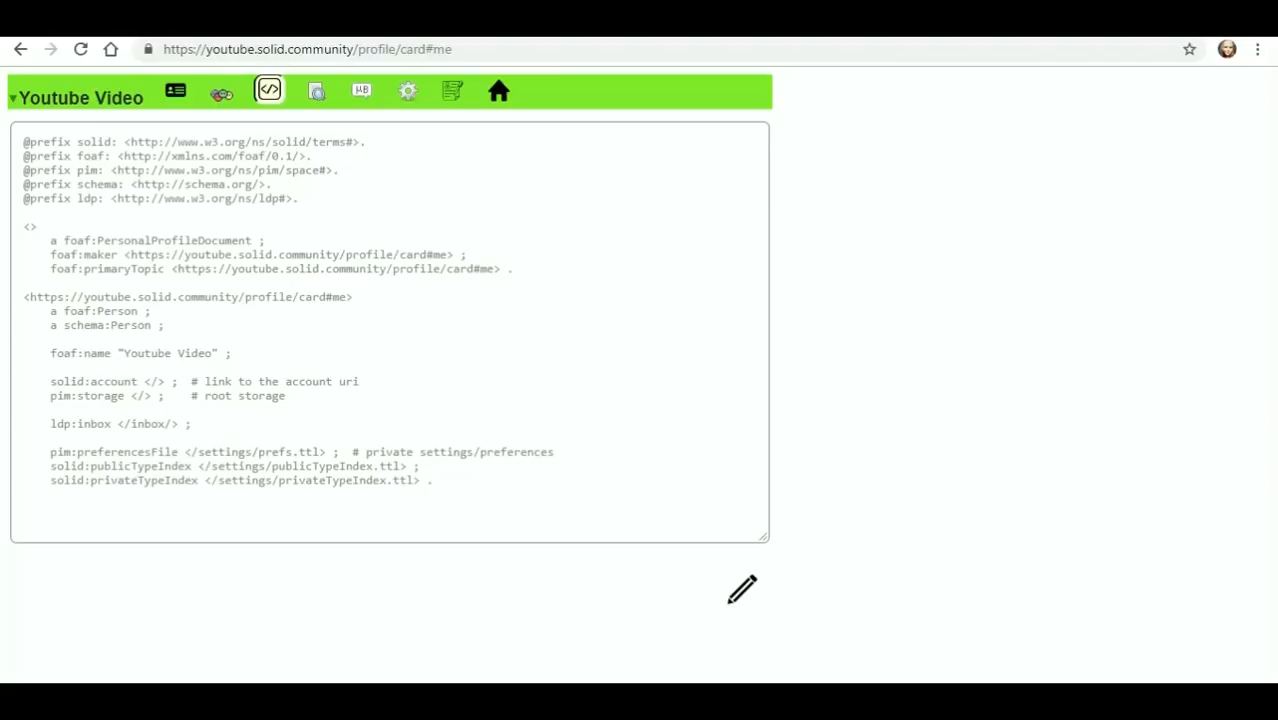 https://youtube.solid.community/profile/card#me
Youtube Video
@prefix solid: <http://www.w3.org/ns/solid/terms#>.
@prefix foaf: <http://xmlns.com/foaf/0.1/>.
@prefix pim: <http://www.w3.org/ns/pim/space#>.
@prefix schema: <http://schema.org/>.
@prefix ldp: <http://www.w3.org/ns/ldp#>.
<>
a foaf:PersonalProfileDocument ;
foaf:maker <https://youtube.solid.community/profile/card#me> ;
foaf:primaryTopic <https://youtube.solid.community/profile/card#me> .
<https://youtube.solid.community/profile/card#me>
a foaf:Person ;
a schema:Person ;
foaf:name "Youtube Video" ;
solid:account </> ; # link to the account uri
pim:storage </> ; # root storage
ldp:inbox </inbox/> ;
pim:preferencesFile </settings/prefs.ttl> ; # private settings/preferences
solid:publicTypeIndex </settings/publicTypeIndex.ttl> ;
solid:privateTypeIndex </settings/privateTypeIndex.ttl> .